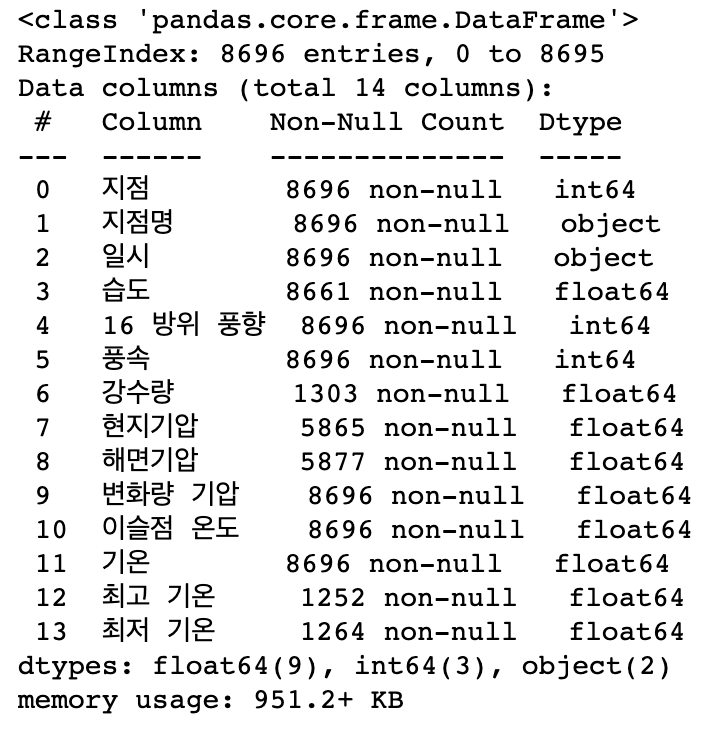 <class 'pandas.core.frame.DataFrame'>
RangeIndex: 8696 entries, 0 to 8695
Data columns (total 14 columns):
 #   Column     Non-Null Count  Dtype
---  ------     --------------  -----
 0   지점         8696 non-null   int64
 1   지점명        8696 non-null   object
 2   일시         8696 non-null   object
 3   습도         8661 non-null   float64
 4   16 방위 풍향   8696 non-null   int64
 5   풍속         8696 non-null   int64
 6   강수량        1303 non-null   float64
 7   현지기압       5865 non-null   float64
 8   해면기압       5877 non-null   float64
 9   변화량 기압     8696 non-null   float64
 10  이슬점 온도     8696 non-null   float64
 11  기온         8696 non-null   float64
 12  최고 기온      1252 non-null   float64
 13  최저 기온      1264 non-null   float64
dtypes: float64(9), int64(3), object(2)
memory usage: 951.2+ KB